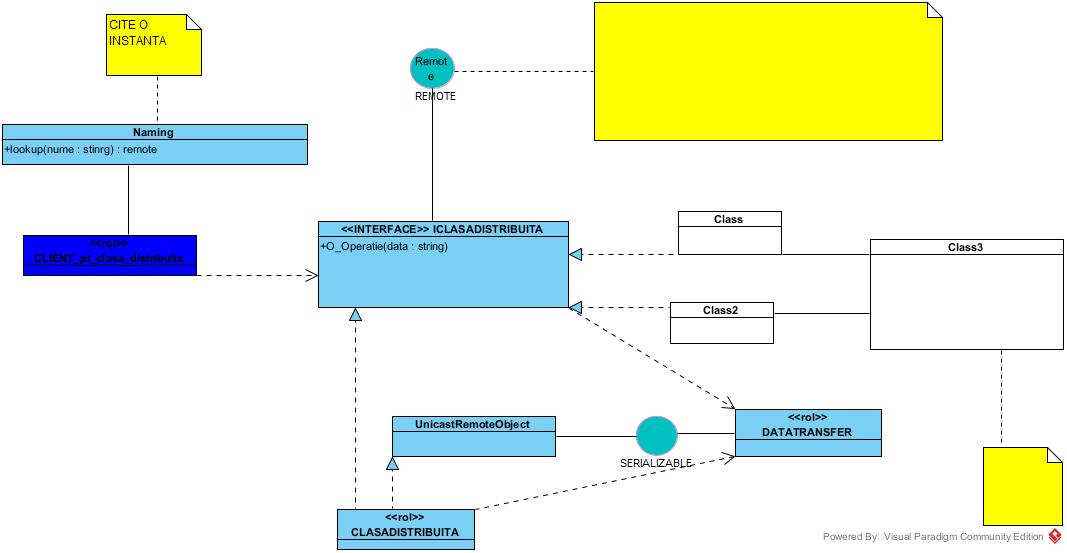 CITE O
INSTANTA
Remot
e
REMOTE
Naming
+lookup(nume : stinrg) : remote
<<rol>>
CLIENT_pt_clasa_distribuita
<<INTERFACE>> ICLASADISTRIBUITA
+O_Operatie(data : string)
Class
Class3
Class2
UnicastRemoteObject
SERIALIZABLE
<<rol>>
DATATRANSFER
<<rol>>
CLASADISTRIBUITA
Powered By Visual Paradigm Community Edition